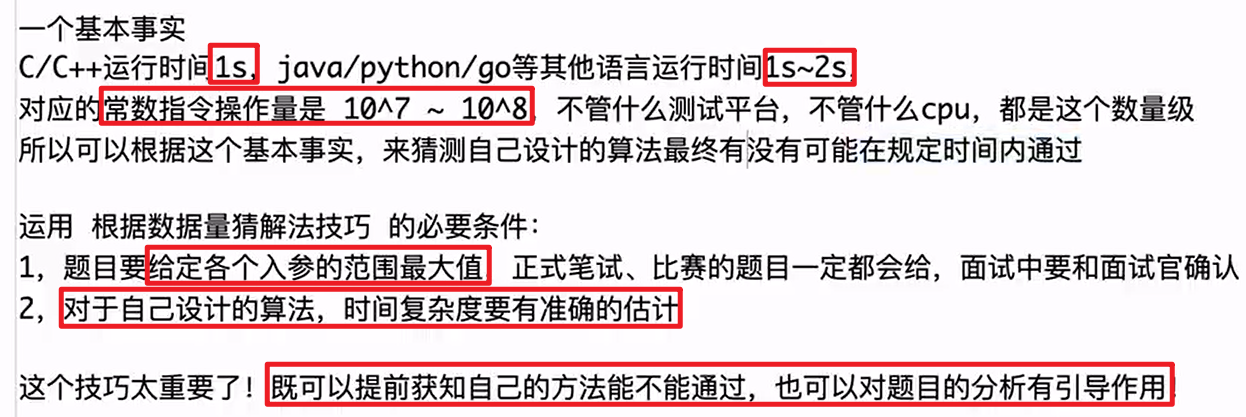 一个基本事实
C/C++运行时间1s，java/python/go等其他语言运行时间1s~2s，
对应的常数指令操作量是 10^7 ~ 10^8，不管什么测试平台，不管什么cpu，都是这个数量级
所以可以根据这个基本事实，来猜测自己设计的算法最终有没有可能在规定时间内通过
运用 根据数据量猜解法技巧 的必要条件：
1，题目要给定各个入参的范围最大值，正式笔试、比赛的题目一定都会给，面试中要和面试官确认
2，对于自己设计的算法，时间复杂度要有准确的估计
这个技巧太重要了！既可以提前获知自己的方法能不能通过，也可以对题目的分析有引导作用！